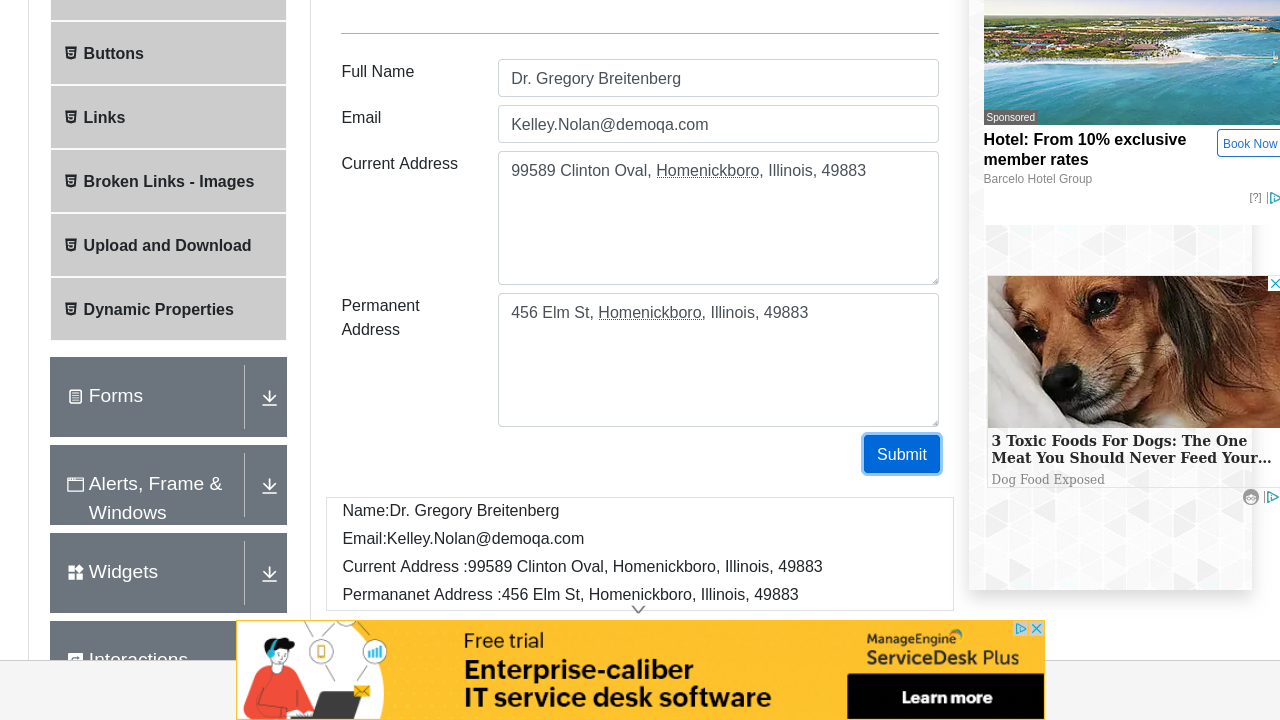 Buttons
Links
Broken Links - Images
Upload and Download
Dynamic Properties
Forms
Alerts, Frame &
Windows
Widgets
Interactions
Full Name
Dr. Gregory Breitenberg
Email
Kelley.Nolan@demoqa.com
Current Address
99589 Clinton Oval, Homenickboro, Illinois, 49883
Permanent
Address
456 Elm St, Homenickboro, Illinois, 49883
Submit
Name:Dr. Gregory Breitenberg
Email:Kelley.Nolan@demoqa.com
Current Address :99589 Clinton Oval, Homenickboro, Illinois, 49883
Permananet Address :456 Elm St, Homenickboro, Illinois, 49883
Sponsored
Hotel: From 10% exclusive
member rates
Book Now
Barcelo Hotel Group
[?]
3 Toxic Foods For Dogs: The One
Meat You Should Never Feed Your...
Dog Food Exposed
Free trial
Enterprise-caliber
IT service desk software
ManageEngine
ServiceDesk Plus
Learn more